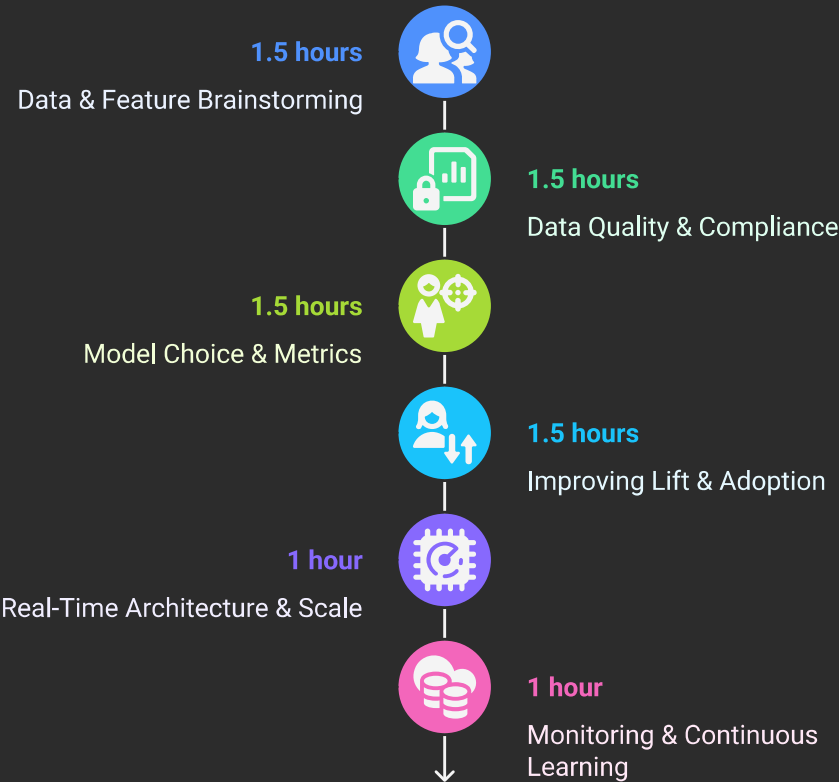 1.5 hours
Data & Feature Brainstorming
1.5 hours
Data Quality & Compliance
1.5 hours
Model Choice & Metrics
1.5 hours
Improving Lift & Adoption
1 hour
Real-Time Architecture & Scale
1 hour
Monitoring & Continuous
Learning